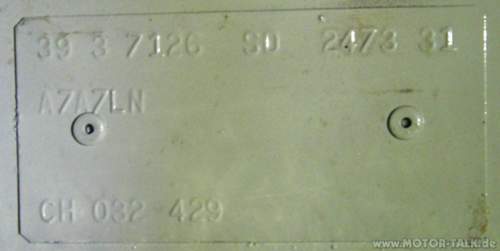 39 3 7126 SO 2473 31
A7A7LN
CH 032 429
www.MOTOR-TALK.de